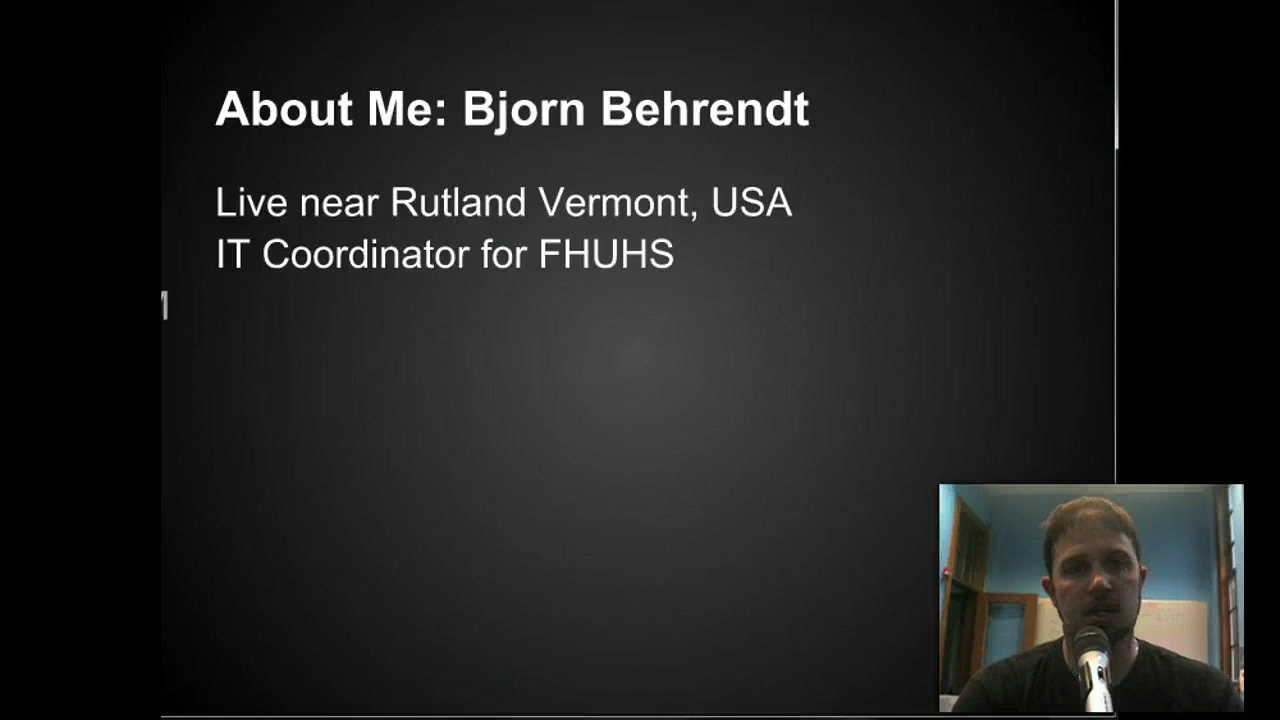 About Me: Bjorn Behrendt
Live near Rutland Vermont, USA
IT Coordinator for FHUHS